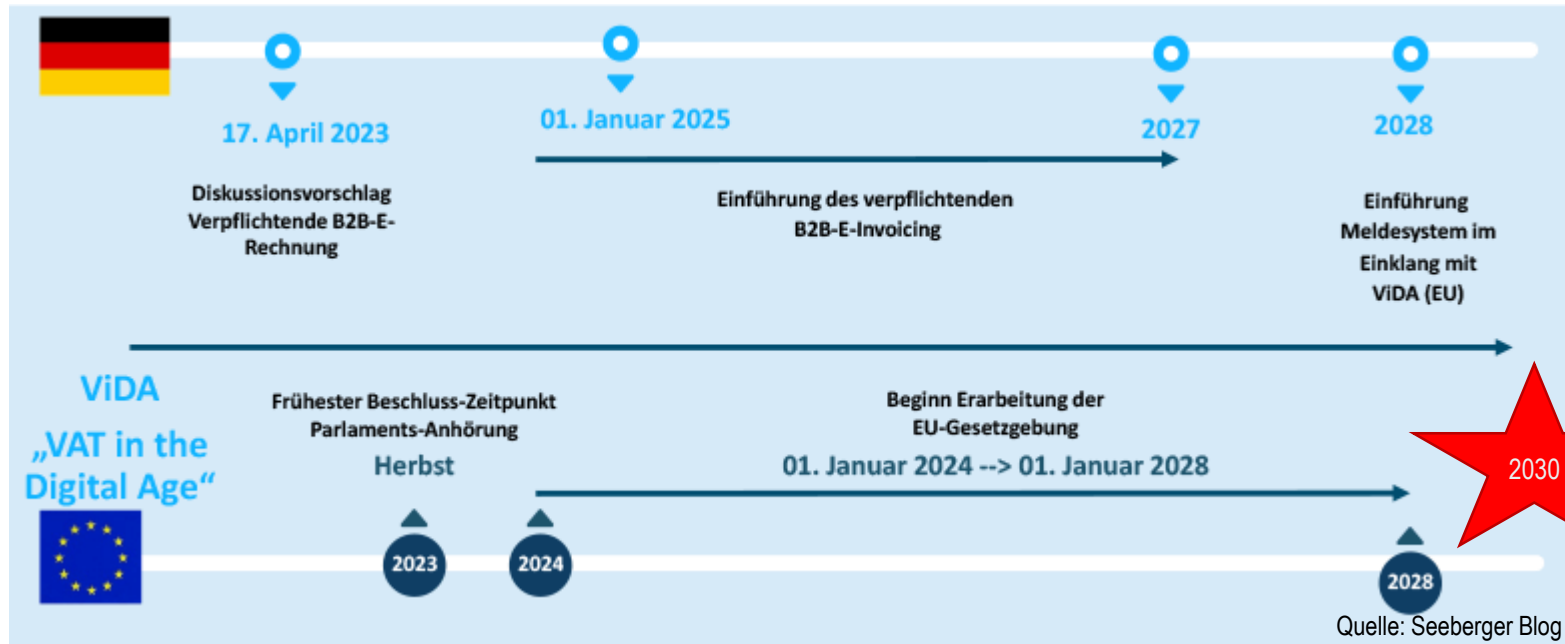 17. April 2023
01. Januar 2025
2027
2028
Diskussionsvorschlag
Verpflichtende B2B-E-
Rechnung
Einführung des verpflichtenden
B2B-E-Invoicing
Einführung
Meldesystem im
Einklang mit
ViDA (EU)
ViDA
„VAT in the
Digital Age“
Frühester Beschluss-Zeitpunkt
Parlaments-Anhörung
Herbst
Beginn Erarbeitung der
EU-Gesetzgebung
01. Januar 2024 --> 01. Januar 2028
2030
2023
2024
2028
Quelle: Seeberger Blog